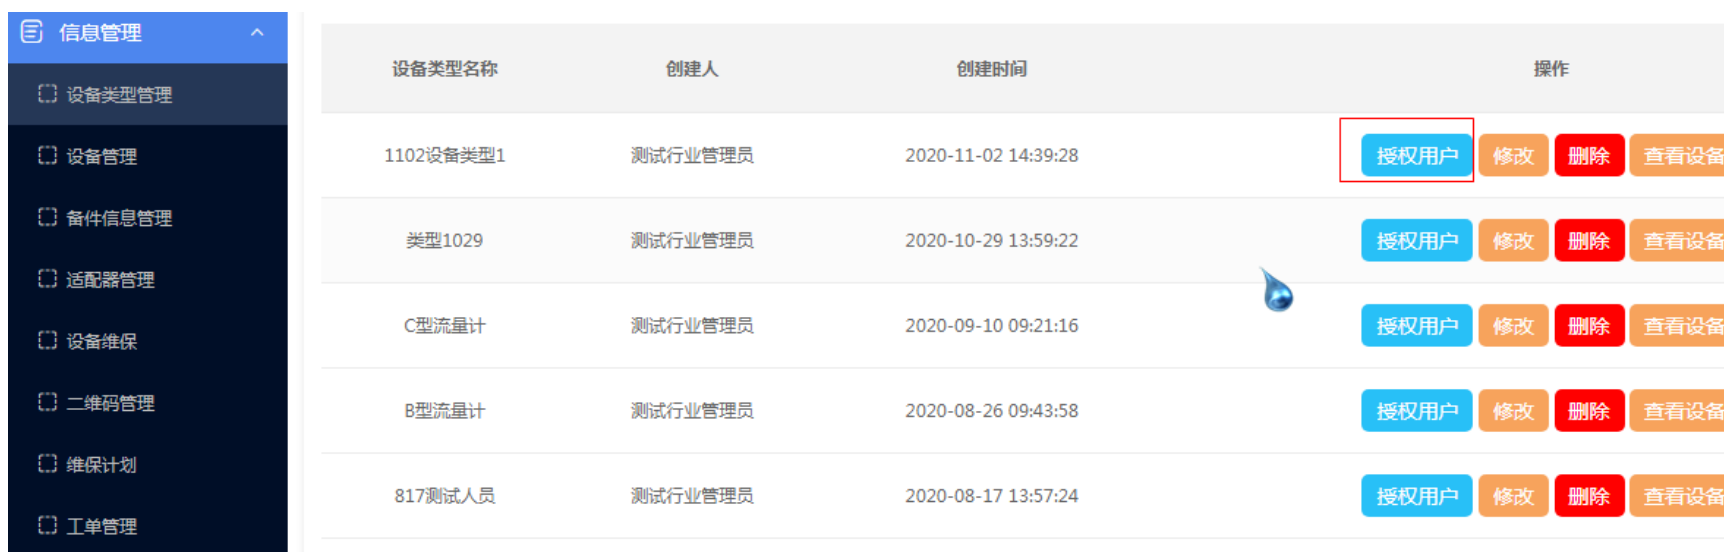 信息管理
设备类型管理
设备管理
备件信息管理
适配器管理
设备维保
二维码管理
维保计划
工单管理
设备类型名称 创建人 创建时间 操作
1102设备类型1 测试行业管理员 2020-11-02 14:39:28 授权用户 修改 删除 查看设备
类型1029 测试行业管理员 2020-10-29 13:59:22 授权用户 修改 删除 查看设备
C型流量计 测试行业管理员 2020-09-10 09:21:16 授权用户 修改 删除 查看设备
B型流量计 测试行业管理员 2020-08-26 09:43:58 授权用户 修改 删除 查看设备
817测试人员 测试行业管理员 2020-08-17 13:57:24 授权用户 修改 删除 查看设备